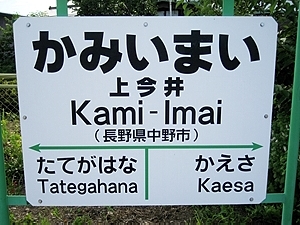 かみいまい
上今井
Kami-Imai
(長野県中野市)
たてがはな かえさ
Tategahana Kaesa